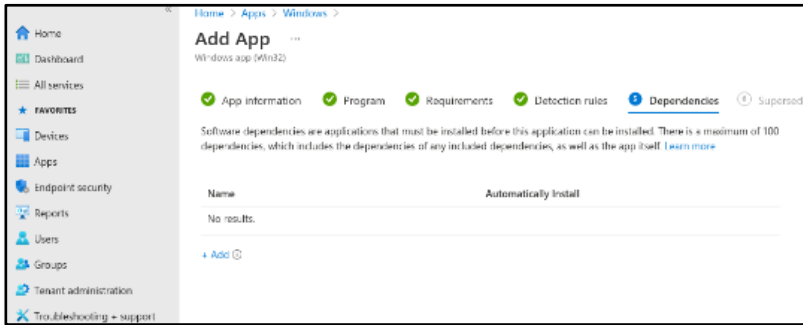 «
Home > Apps > Windows >
Home
Dashboard
All services
FAVORITES
Devices
Apps
Endpoint security
Reports
Users
Groups
Tenant administration
Troubleshooting + support
Add App ...
Windows app (Win32)
App information Program Requirements Detection rules 5 Dependencies 6 Supersed
Software dependencies are applications that must be installed before this application can be installed. There is a maximum of 100
dependencies, which includes the dependencies of any included dependencies, as well as the app itself. Learn more
Name Automatically Install
No results.
+ Add